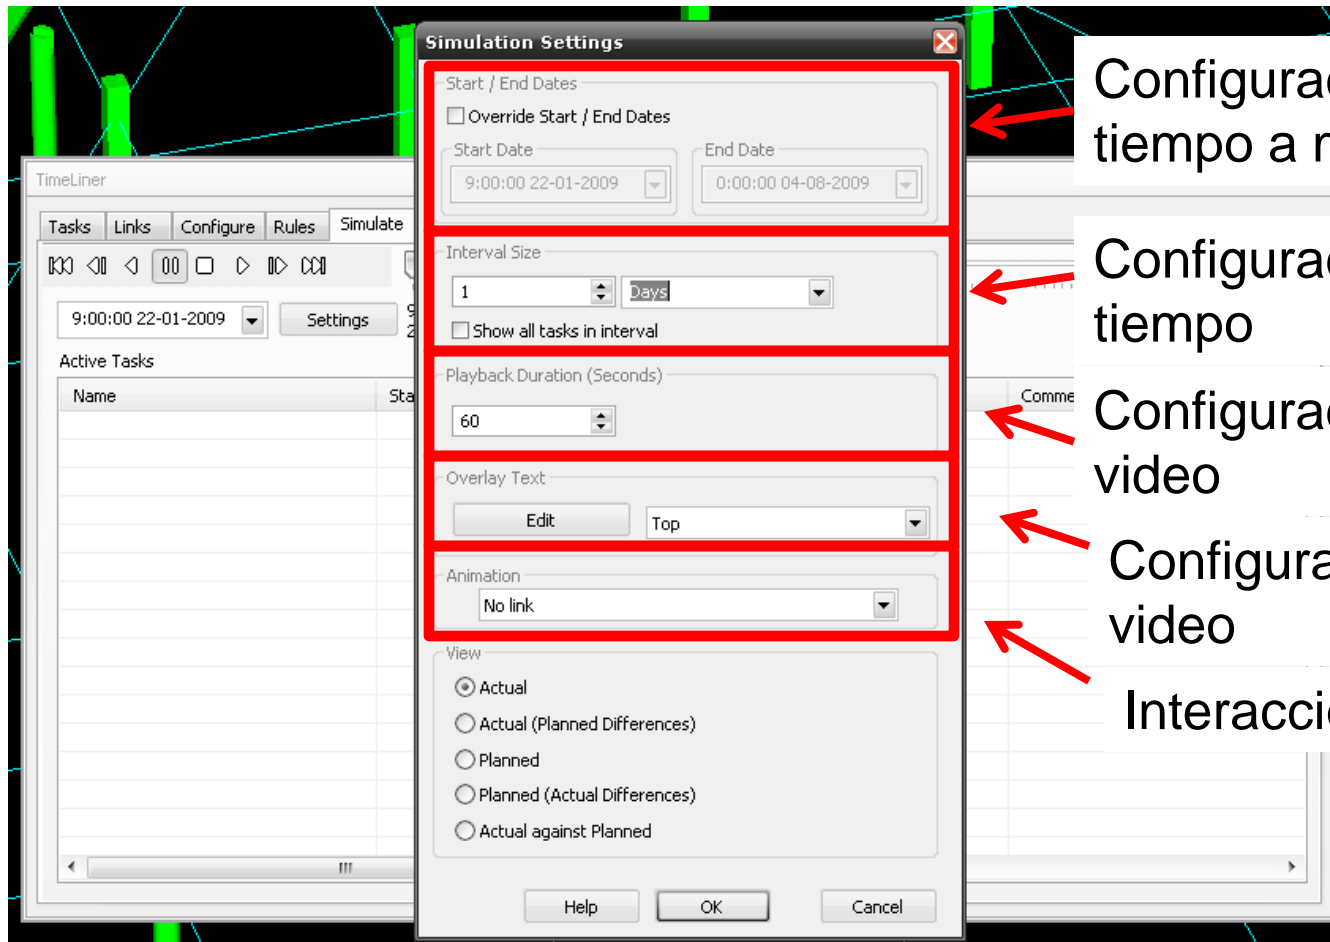 Simulation Settings
Start / End Dates
Override Start / End Dates
Start Date
End Date
9:00:00 22-01-2009
0:00:00 04-08-2009
Interval Size
1
Days
Show all tasks in interval
Playback Duration (Seconds)
60
Overlay Text
Edit
Top
Animation
No link
View
Actual
Actual (Planned Differences)
Planned
Planned (Actual Differences)
Actual against Planned
Help
OK
Cancel
TimeLiner
Tasks
Links
Configure
Rules
Simulate
9:00:00 22-01-2009
Settings
Active Tasks
Name
Sta
Comme
tiempo a
tiempo
video
video